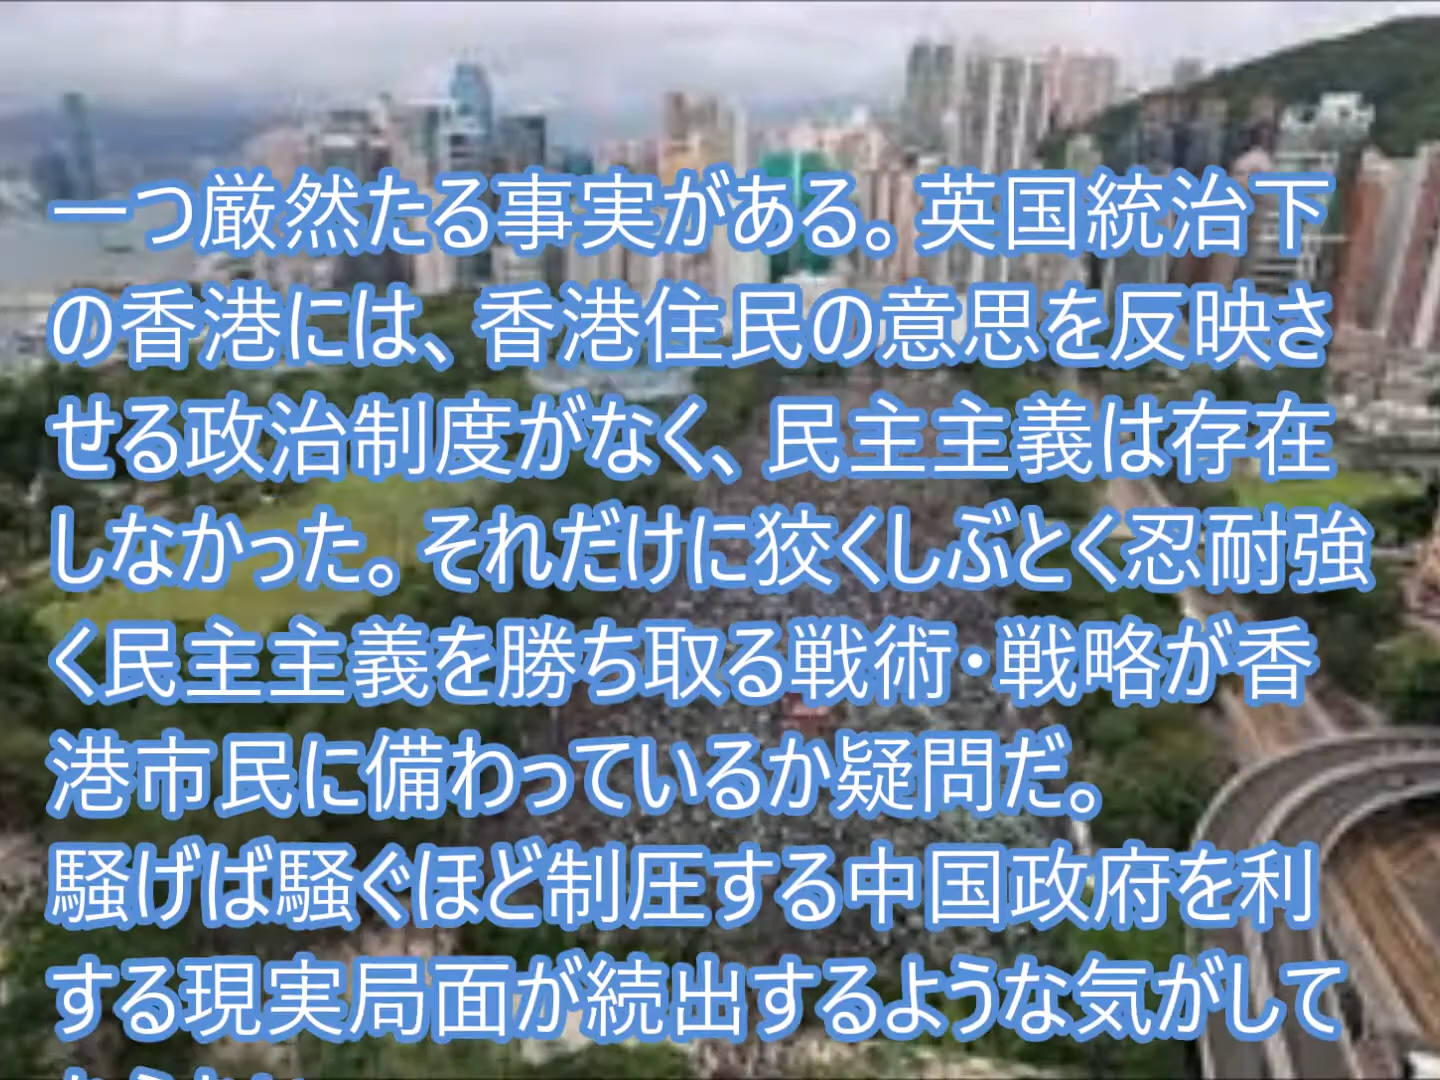 一つ厳然たる事実がある。英国統治下
の香港には、香港住民の意思を反映さ
せる政治制度がなく、民主主義は存在
しなかった。それだけに狡くしぶとく忍耐強
く民主主義を勝ち取る戦術・戦略が香
港市民に備わっているか疑問だ。
騒げば騒ぐほど制圧する中国政府を利
する現実局面が続出するような気がして